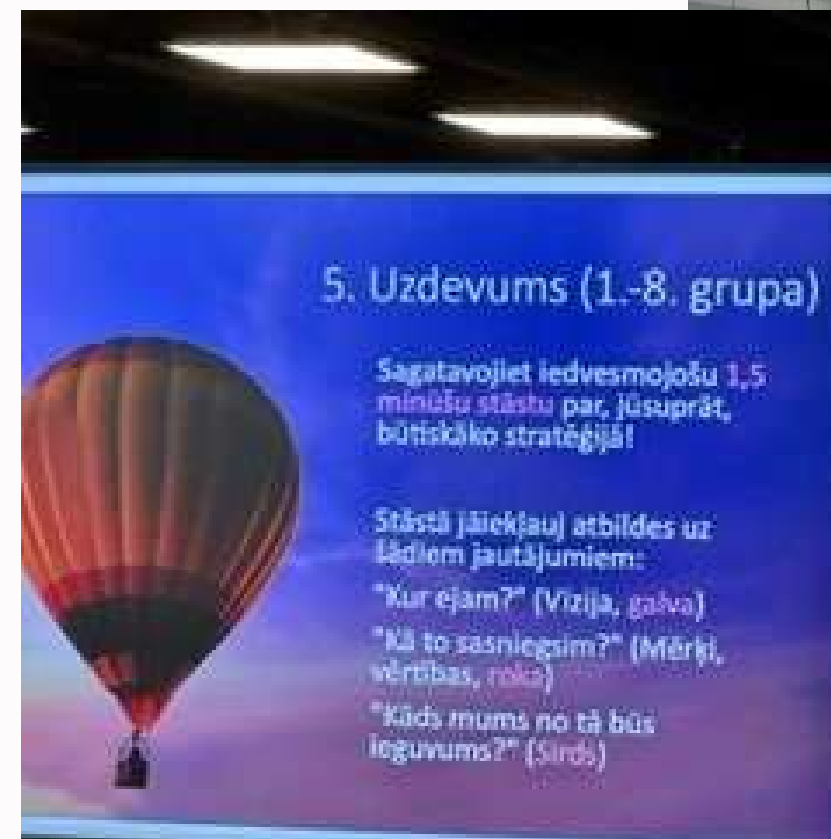 5. Uzdevums (1.-8. grupa)
Sagatavojiet iedvesmojošu 1,5
minūšu stāstu par, jūsuprāt,
būtiskāko stratēģijā!
Stāstā jāiekļauj atbildes uz
šādiem jautājumiem:
"Kur ejam?" (Vīzija, galva)
"Kā to sasniegsim?" (Mērķi,
vērtības, roka)
"Kāds mums no tā būs
ieguvums?" (Sirds)